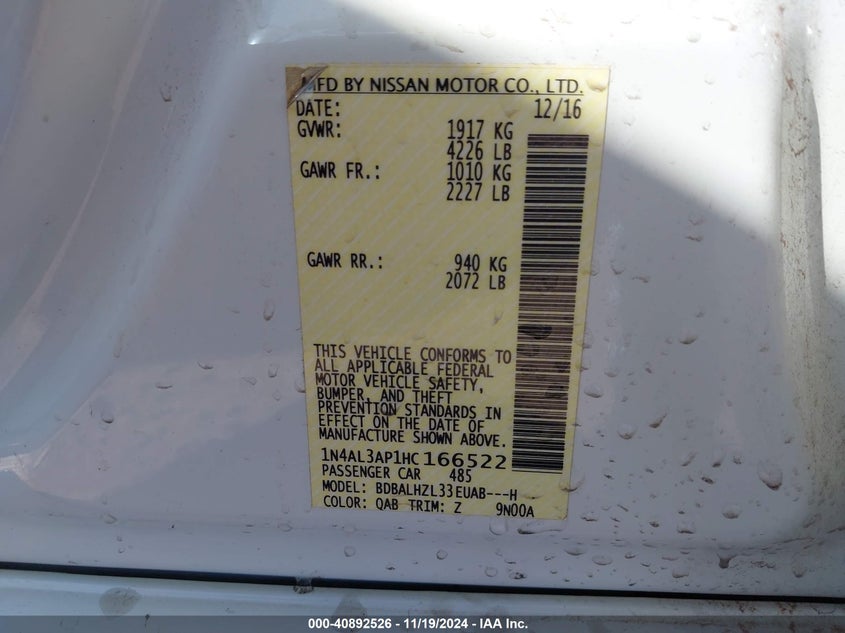 MFD BY NISSAN MOTOR CO., LTD.
DATE: 12/16
GVWR: 1917 KG
4226 LB
GAWR FR.: 1010 KG
2227 LB
GAWR RR.: 940 KG
2072 LB
THIS VEHICLE CONFORMS TO
ALL APPLICABLE FEDERAL
MOTOR VEHICLE SAFETY,
BUMPER, AND THEFT
PREVENTION STANDARDS IN
EFFECT ON THE DATE OF
MANUFACTURE SHOWN ABOVE.
1N4AL3AP1HC166522
PASSENGER CAR 485
MODEL: BDBALHZL33EUAB---H
COLOR: QAB TRIM: Z 9N00A
000-40892526 - 11/19/2024 - IAA Inc.